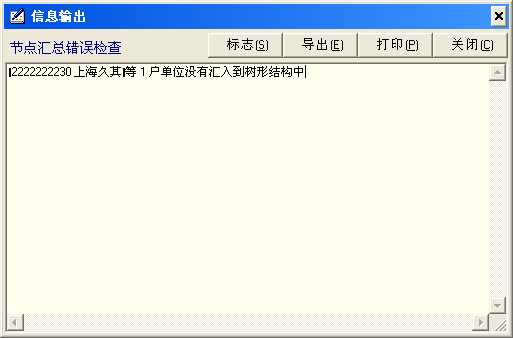 信息输出
节点汇总错误检查
标志(S)
导出(E)
打印(P)
关闭(C)
[2222222230 上海久其]等 1 户单位没有汇入到树形结构中